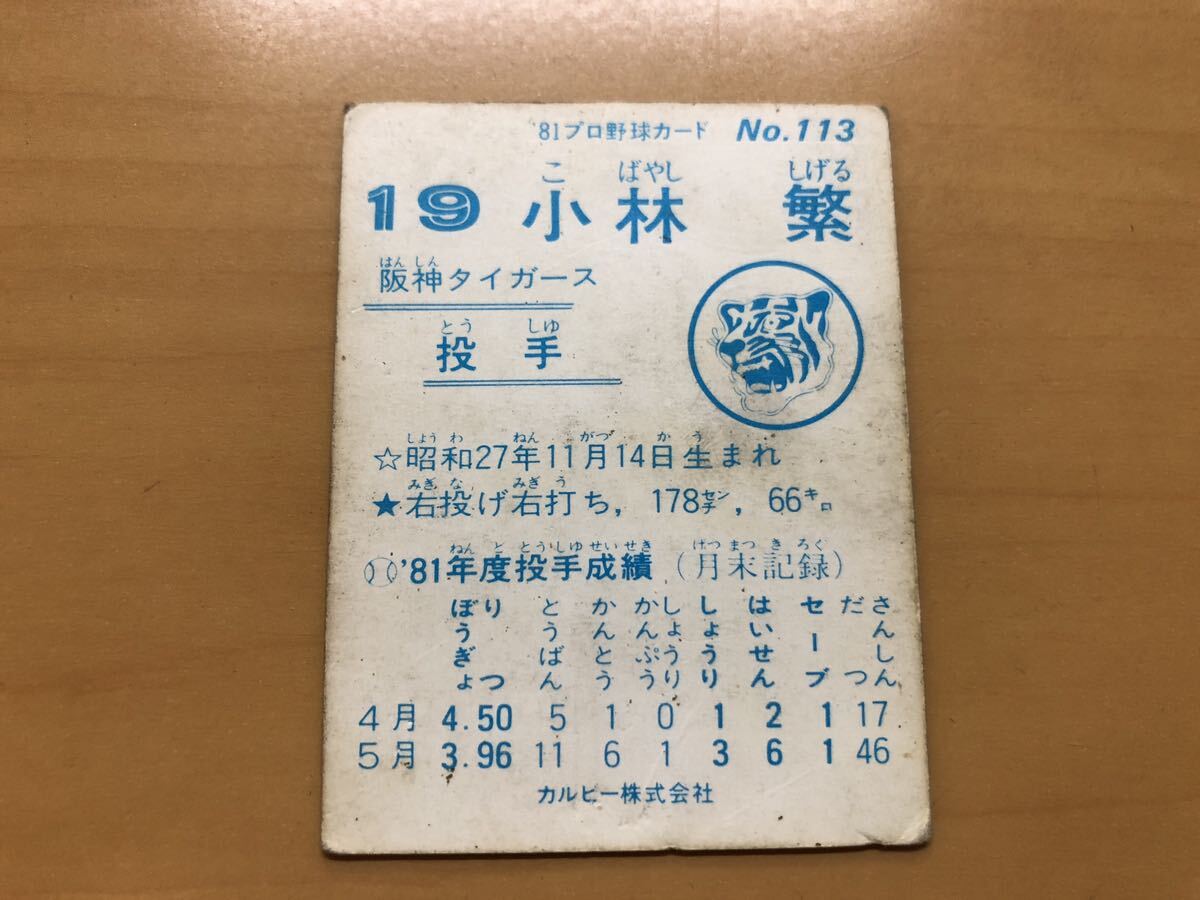 '81プロ野球カード No.113
こ ばやし しげる
19 小林 繁
はん しん
阪神タイガース
とう しゆ
投手
しよう わ ねん がつ か う
☆昭和27年11月14日生まれ
みぎ な みぎ う
★右投げ右打ち, 178センチ, 66キロ
ねん ど とう しゆ せい せき げつ まつ き ろく
'81年度投手成績(月末記録)
ぼうぎょりつ とうばん かんとう かんぷうしょうり しょうり はいせん セーブ だつさんしん
4月 4.50 5 1 0 1 2 1 17
5月 3.96 11 6 1 3 6 1 46
カルビー株式会社